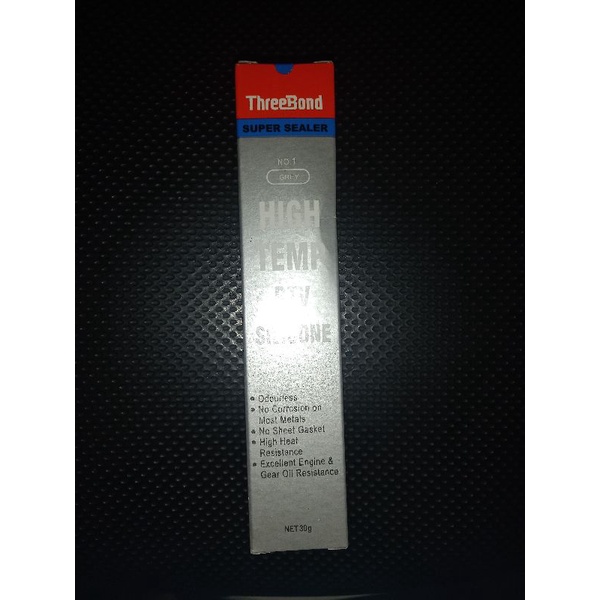 ThreeBond
SUPER SEALER
NO 1
GREY
HIGH
TEMP
RTV
SILICONE
• Odourless
• No Corrosion on
Most Metals
• No Sheet Gasket
• High Heat
Resistance
• Excellent Engine &
Gear Oil Resistance
NET 30g